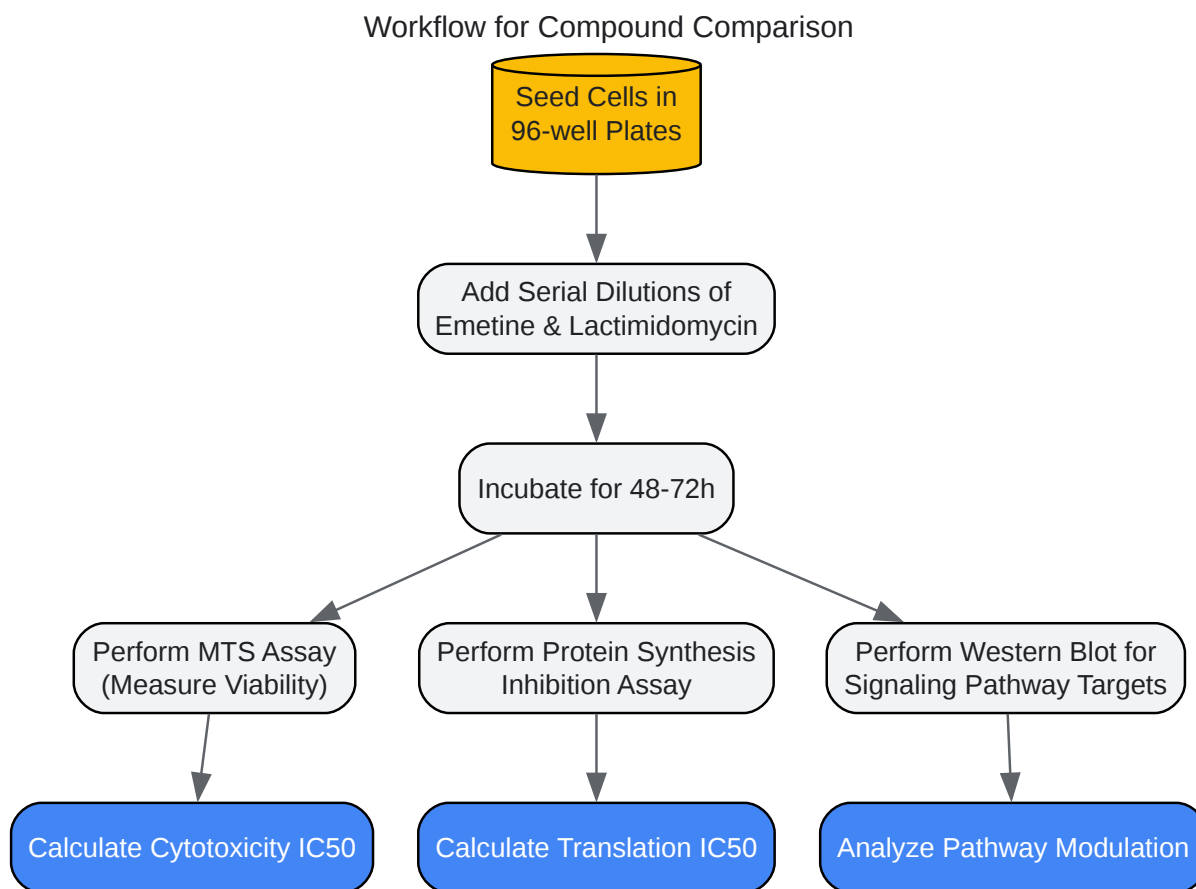 Workflow for Compound Comparison
Seed Cells in
96-well Plates
Add Serial Dilutions of
Emetine & Lactimidomycin
Incubate for 48-72h
Perform MTS Assay
(Measure Viability)
Perform Protein Synthesis
Inhibition Assay
Perform Western Blot for
Signaling Pathway Targets
Calculate Cytotoxicity IC50
Calculate Translation IC50
Analyze Pathway Modulation